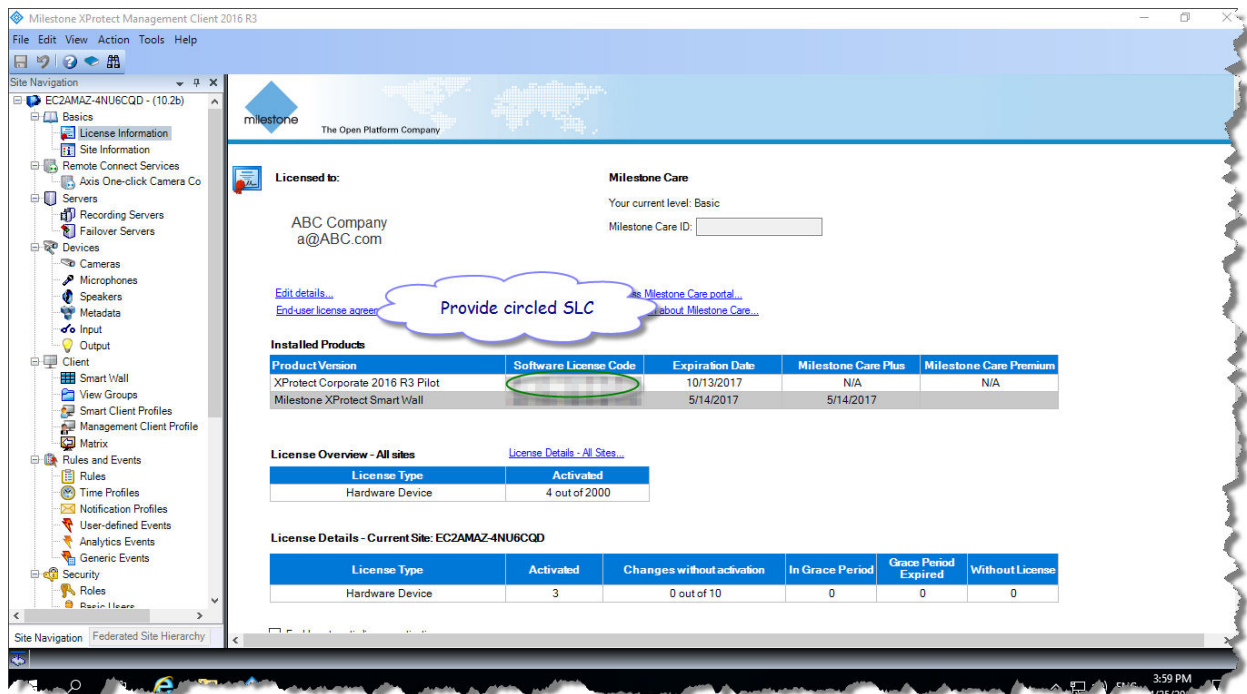 Milestone XProtect Management Client 2016 R3
File Edit View Action Tools Help
Site Navigation
EC2AMAZ-4NU6CQD - (10.2b)
Basics
License Information
Site Information
Remote Connect Services
Axis One-click Camera Co
Servers
Recording Servers
Failover Servers
Devices
Cameras
Microphones
Speakers
Metadata
Input
Output
Client
Smart Wall
View Groups
Smart Client Profiles
Management Client Profile
Matrix
Rules and Events
Rules
Time Profiles
Notification Profiles
User-defined Events
Analytics Events
Generic Events
Security
Roles
Basic Users
Site Navigation Federated Site Hierarchy
milestone
The Open Platform Company
Licensed to:
ABC Company
a@ABC.com
Edit details...
End-user license agreem
Milestone Care
Your current level: Basic
Milestone Care ID:
Milestone Care portal...
about Milestone Care...
Provide circled SLC
Installed Products
Product Version Software License Code Expiration Date Milestone Care Plus Milestone Care Premium
XProtect Corporate 2016 R3 Pilot 10/13/2017 N/A N/A
Milestone XProtect Smart Wall 5/14/2017 5/14/2017
License Overview - All sites License Details - All Sites...
License Type Activated
Hardware Device 4 out of 2000
License Details - Current Site: EC2AMAZ-4NU6CQD
License Type Activated Changes without activation In Grace Period Grace Period Expired Without License
Hardware Device 3 0 out of 10 0 0 0
3:59 PM